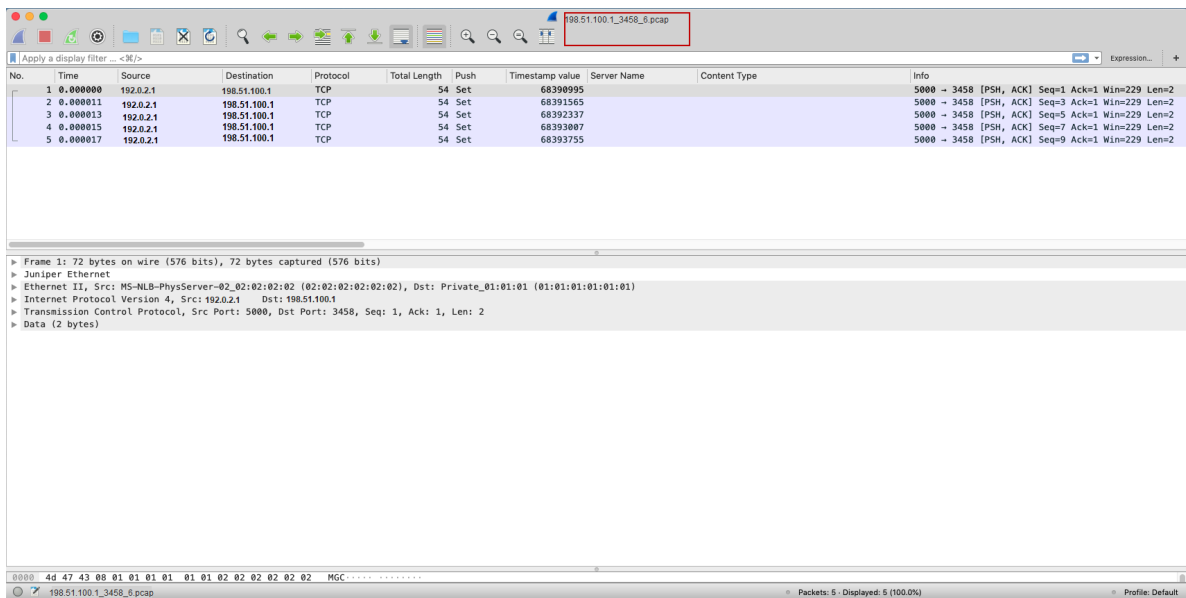 198.51.100.1_3458_6.pcap
Apply a display filter ... <⌘/>
Expression... +
No. Time Source Destination Protocol Total Length Push Timestamp value Server Name Content Type Info
1 0.000000 192.0.2.1 198.51.100.1 TCP 54 Set 68390995 5000 → 3458 [PSH, ACK] Seq=1 Ack=1 Win=229 Len=2
2 0.000011 192.0.2.1 198.51.100.1 TCP 54 Set 68391565 5000 → 3458 [PSH, ACK] Seq=3 Ack=1 Win=229 Len=2
3 0.000013 192.0.2.1 198.51.100.1 TCP 54 Set 68392337 5000 → 3458 [PSH, ACK] Seq=5 Ack=1 Win=229 Len=2
4 0.000015 192.0.2.1 198.51.100.1 TCP 54 Set 68393007 5000 → 3458 [PSH, ACK] Seq=7 Ack=1 Win=229 Len=2
5 0.000017 192.0.2.1 198.51.100.1 TCP 54 Set 68393755 5000 → 3458 [PSH, ACK] Seq=9 Ack=1 Win=229 Len=2
Frame 1: 72 bytes on wire (576 bits), 72 bytes captured (576 bits)
Juniper Ethernet
Ethernet II, Src: MS-NLB-PhysServer-02_02:02:02:02 (02:02:02:02:02:02), Dst: Private_01:01:01 (01:01:01:01:01:01)
Internet Protocol Version 4, Src: 192.0.2.1 Dst: 198.51.100.1
Transmission Control Protocol, Src Port: 5000, Dst Port: 3458, Seq: 1, Ack: 1, Len: 2
Data (2 bytes)
0000 4d 47 43 08 01 01 01 01 01 01 02 02 02 02 02 02 MGC····· ········
198.51.100.1_3458_6.pcap Packets: 5 · Displayed: 5 (100.0%) Profile: Default